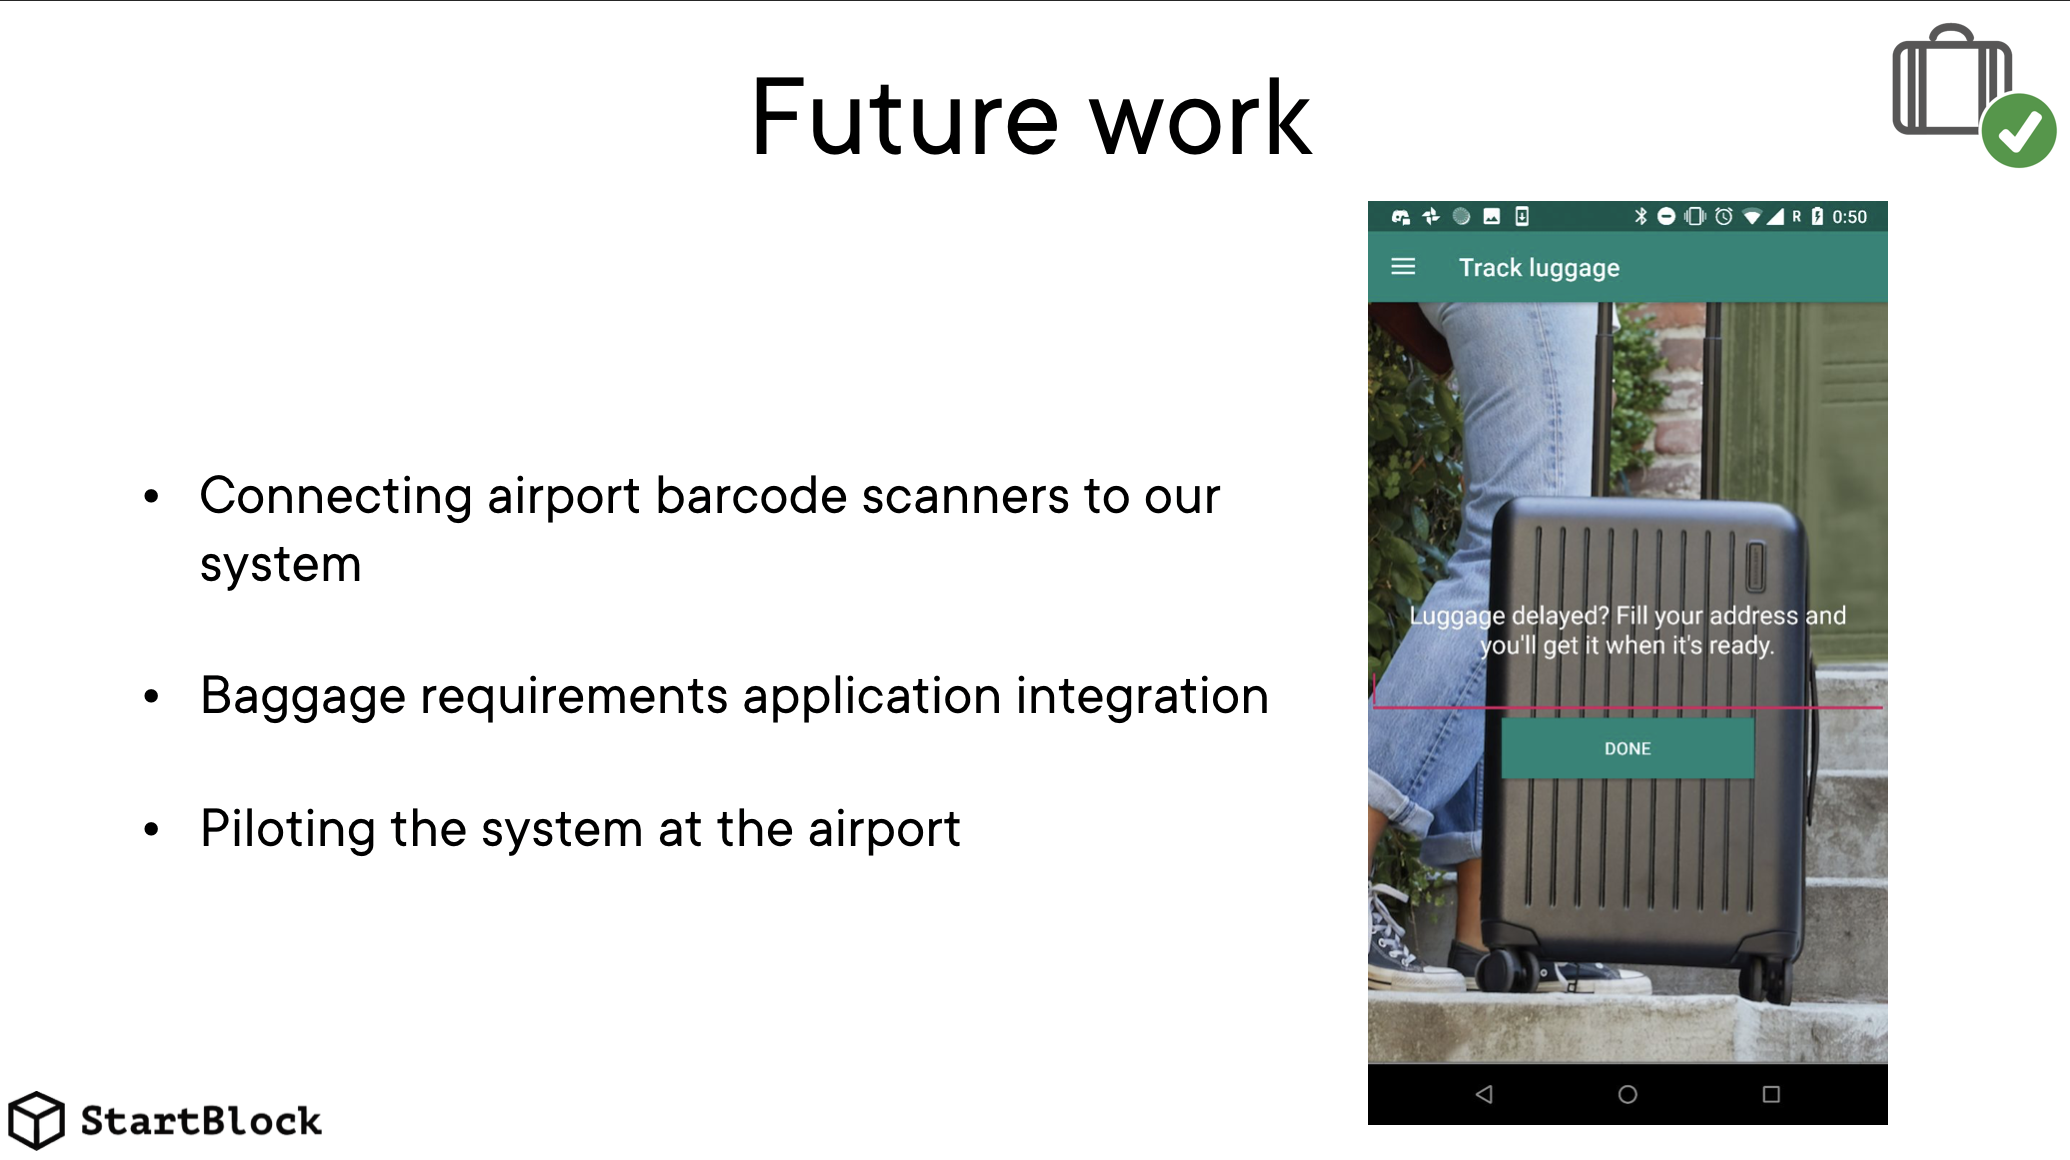 Future work
• Connecting airport barcode scanners to our
system
• Baggage requirements application integration
• Piloting the system at the airport
R 0:50
Track luggage
Luggage delayed? Fill your address and
you'll get it when it's ready.
DONE
StartBlock